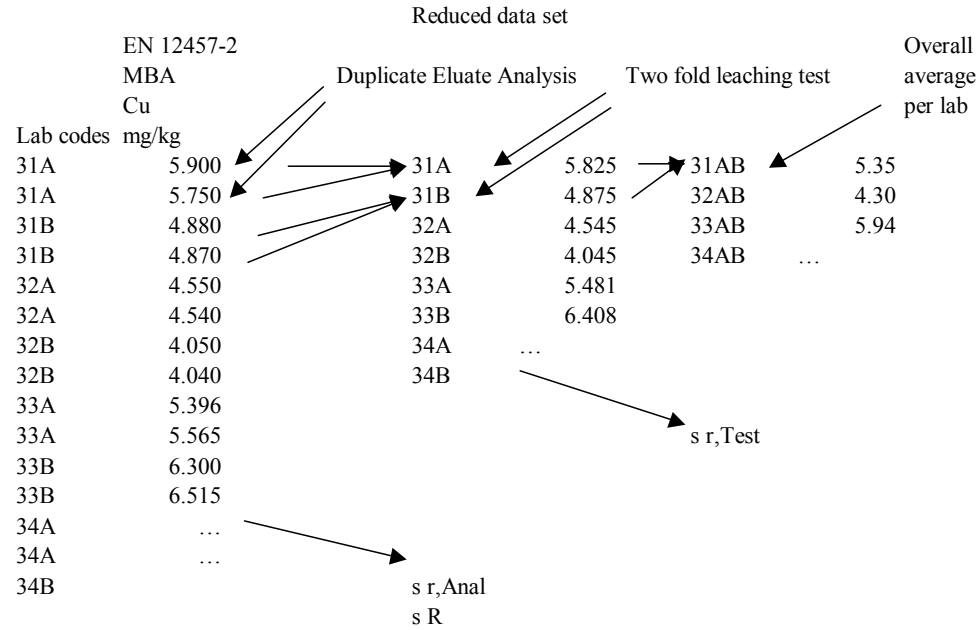 Reduced data set
EN 12457-2 Overall
MBA Duplicate Eluate Analysis Two fold leaching test average
Cu per lab
Lab codes mg/kg
31A 5.900 31A 5.825 31AB 5.35
31A 5.750 31B 4.875 32AB 4.30
31B 4.880 32A 4.545 33AB 5.94
31B 4.870 32B 4.045 34AB …
32A 4.550 33A 5.481
32A 4.540 33B 6.408
32B 4.050 34A …
32B 4.040 34B
33A 5.396
33A 5.565 s r,Test
33B 6.300
33B 6.515
34A …
34A …
34B s r,Anal
s R